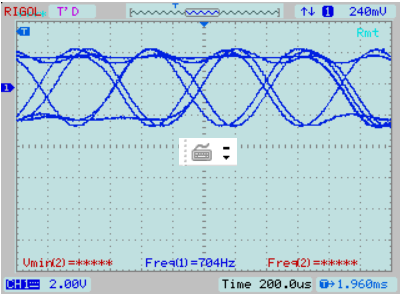 RIGOL T'D T ↑↓ 1 240mV
T Rmt
1
Vmin(2)=***** Freq(1)=704Hz Freq(2)=*****
CH1 2.00V Time 200.0us T→1.960ms